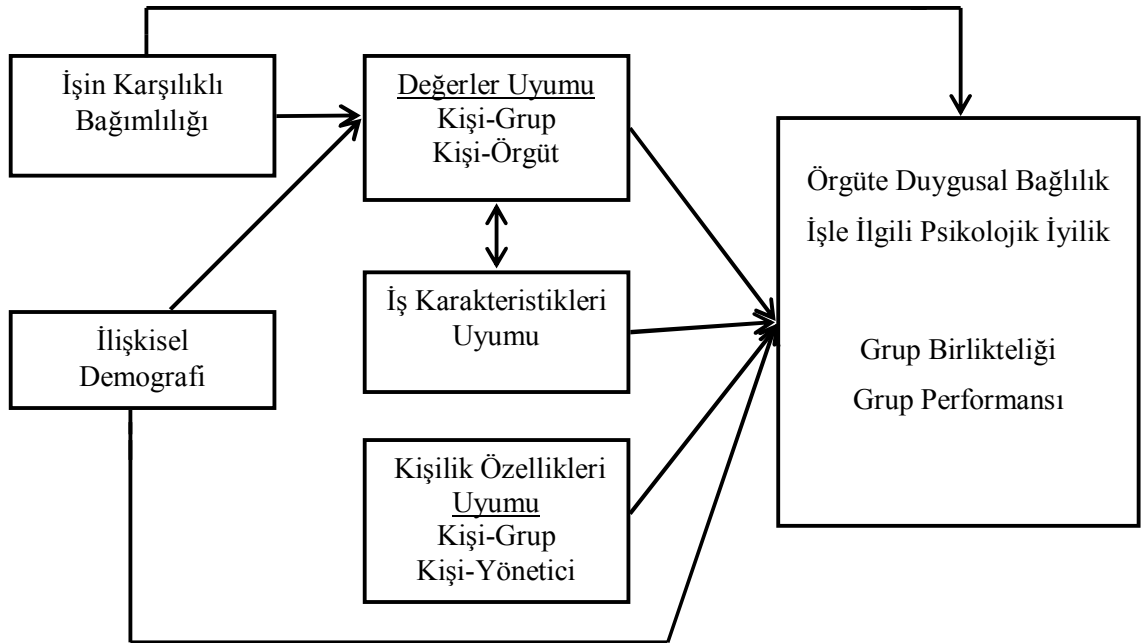 İşin Karşılıklı
Bağımlılığı
Değerler Uyumu
Kişi-Grup
Kişi-Örgüt
Örgüte Duygusal Bağlılık
İşle İlgili Psikolojik İyilik
Grup Birlikteliği
Grup Performansı
İş Karakteristikleri
Uyumu
İlişkisel
Demografi
Kişilik Özellikleri
Uyumu
Kişi-Grup
Kişi-Yönetici